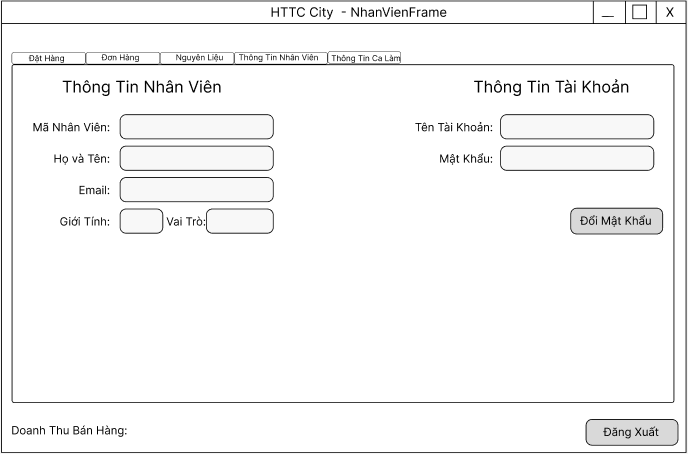 HTTC City - NhanVienFrame
X
Đặt Hàng Đơn Hàng Nguyên Liệu Thông Tin Nhân Viên Thông Tin Ca Làm
Thông Tin Nhân Viên Thông Tin Tài Khoản
Mã Nhân Viên: Tên Tài Khoản:
Họ và Tên: Mật Khẩu:
Email:
Giới Tính: Vai Trò: Đổi Mật Khẩu
Doanh Thu Bán Hàng: Đăng Xuất